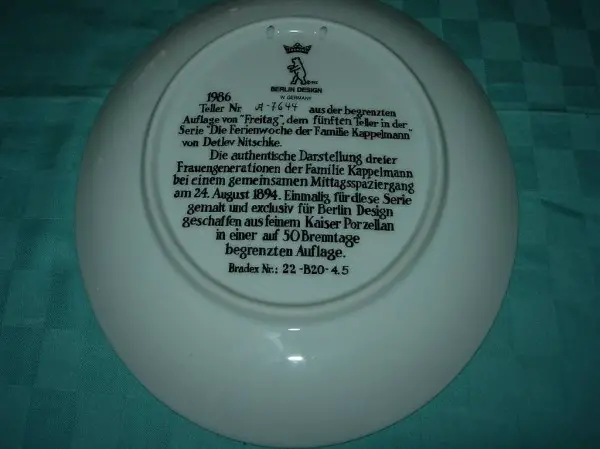 BERLIN DESIGN
W. GERMANY
1986
Teller Nr. A-7644 aus der begrenzten
Auflage von "Freitag", dem fünften Teller in der
Serie "Die Ferienwoche der Familie Kappelmann"
von Detlev Nitschke.
Die authentische Darstellung dreier
Frauengenerationen der Familie Kappelmann
bei einem gemeinsamen Mittagsspaziergang
am 24. August 1894. Einmalig für diese Serie
gemalt und exclusiv für Berlin Design
geschaffen aus feinem Kaiser Porzellan
in einer auf 50 Brenntage
begrenzten Auflage.
Bradex Nr.: 22-B20-4.5